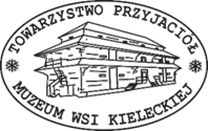 TOWARZYSTWO PRZYJACIÓŁ
MUZEUM WSI KIELECKIEJ